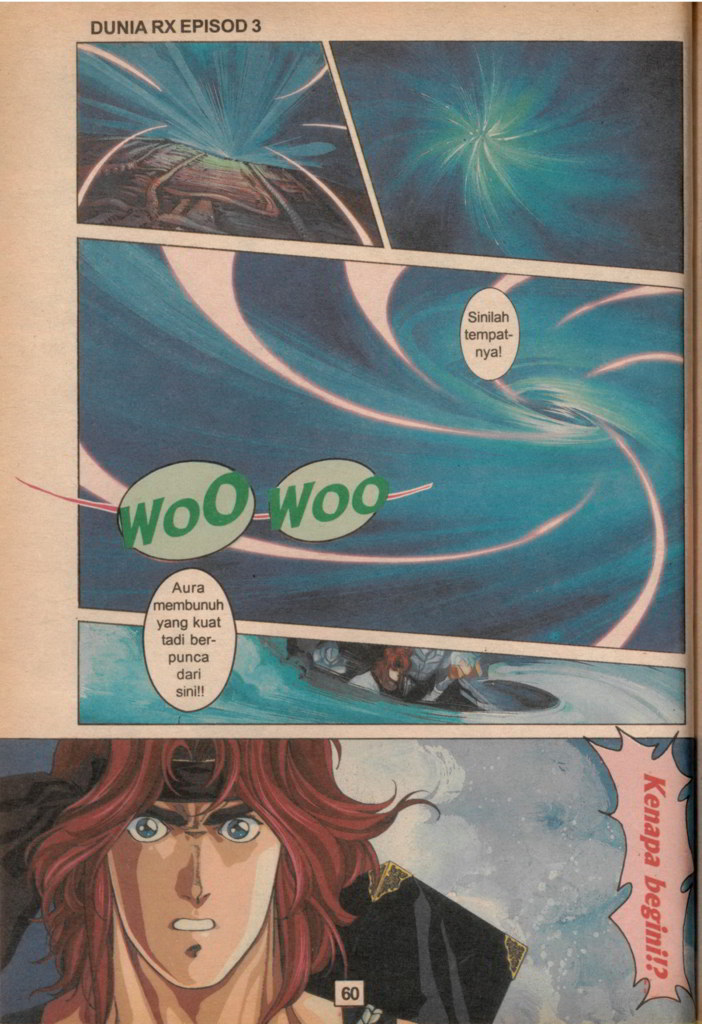 DUNIA RX EPISOD 3
Sinilah
tempat-
nya!
WOO WOO
Aura
membunuh
yang kuat
tadi ber-
punca
dari
sini!!
Kenapa begini!?
60